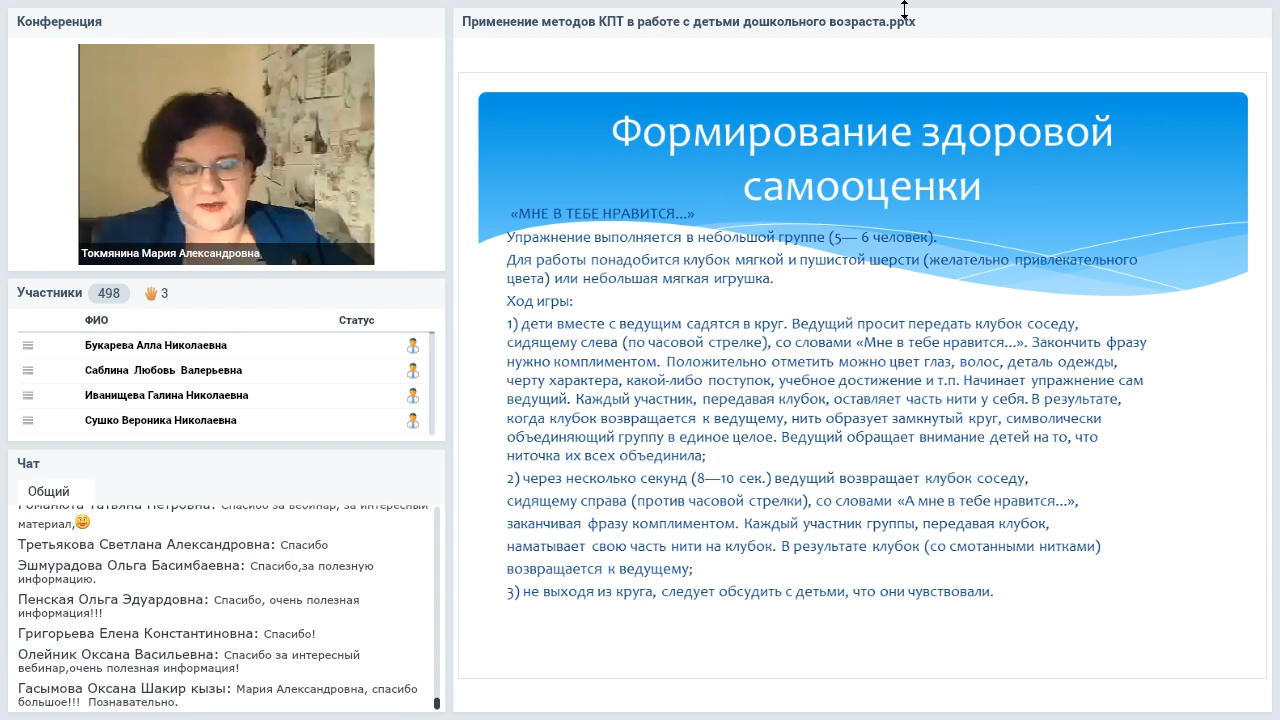 Конференция
Токмянина Мария Александровна
Участники 498 3
ФИО Статус
Букарева Алла Николаевна
Саблина Любовь Валерьевна
Иванищева Галина Николаевна
Сушко Вероника Николаевна
Чат
Общий
Романюта Татьяна Петровна: Спасибо за вебинар, за интересный
материал,
Третьякова Светлана Александровна: Спасибо
Эшмурадова Ольга Басимбаевна: Спасибо,за полезную
информацию.
Пенская Ольга Эдуардовна: Спасибо, очень полезная
информация!!!
Григорьева Елена Константиновна: Спасибо!
Олейник Оксана Васильевна: Спасибо за интересный
вебинар,очень полезная информация!
Гасымова Оксана Шакир кызы: Мария Александровна, спасибо
большое!!! Познавательно.
Применение методов КПТ в работе с детьми дошкольного возраста.pptx
Формирование здоровой
самооценки
«МНЕ В ТЕБЕ НРАВИТСЯ...»
Упражнение выполняется в небольшой группе (5— 6 человек).
Для работы понадобится клубок мягкой и пушистой шерсти (желательно привлекательного
цвета) или небольшая мягкая игрушка.
Ход игры:
1) дети вместе с ведущим садятся в круг. Ведущий просит передать клубок соседу,
сидящему слева (по часовой стрелке), со словами «Мне в тебе нравится...». Закончить фразу
нужно комплиментом. Положительно отметить можно цвет глаз, волос, деталь одежды,
черту характера, какой-либо поступок, учебное достижение и т.п. Начинает упражнение сам
ведущий. Каждый участник, передавая клубок, оставляет часть нити у себя. В результате,
когда клубок возвращается к ведущему, нить образует замкнутый круг, символически
объединяющий группу в единое целое. Ведущий обращает внимание детей на то, что
ниточка их всех объединила;
2) через несколько секунд (8—10 сек.) ведущий возвращает клубок соседу,
сидящему справа (против часовой стрелки), со словами «А мне в тебе нравится...»,
заканчивая фразу комплиментом. Каждый участник группы, передавая клубок,
наматывает свою часть нити на клубок. В результате клубок (со смотанными нитками)
возвращается к ведущему;
3) не выходя из круга, следует обсудить с детьми, что они чувствовали.